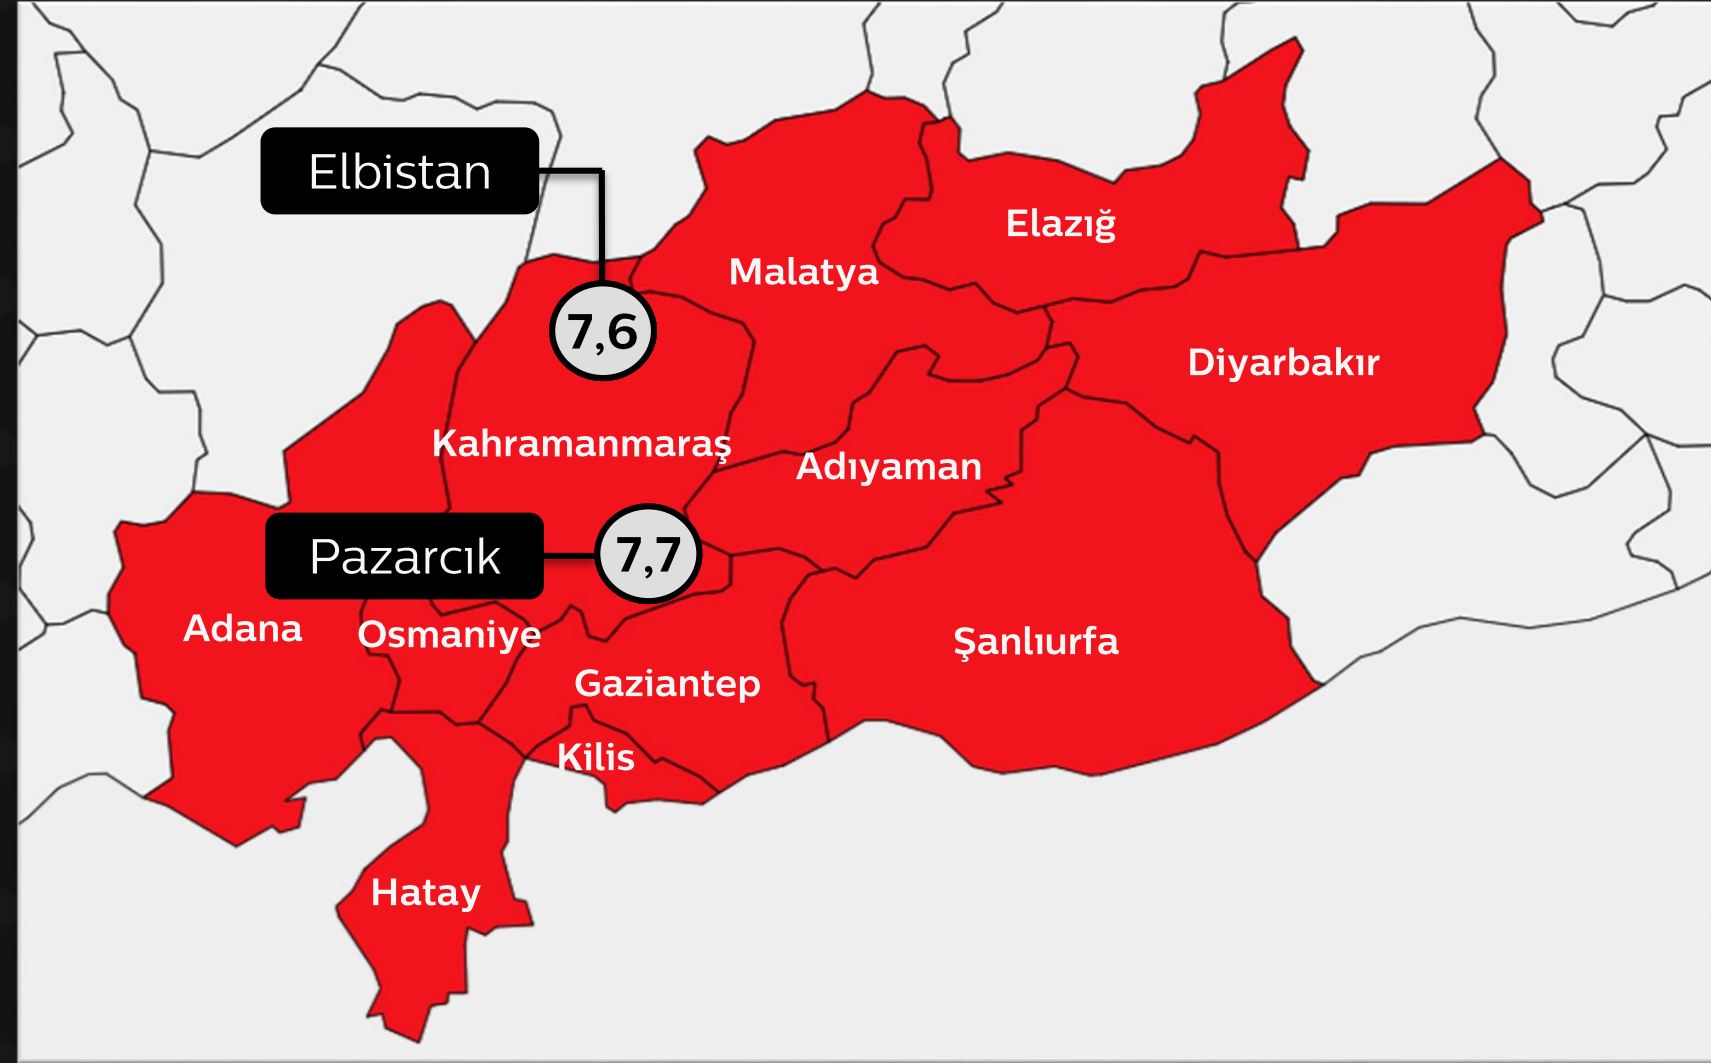 Elbistan
7,6
Elazığ
Malatya
Diyarbakır
Kahramanmaraş
Adıyaman
Pazarcık
7,7
Adana
Osmaniye
Şanlıurfa
Gaziantep
Kilis
Hatay